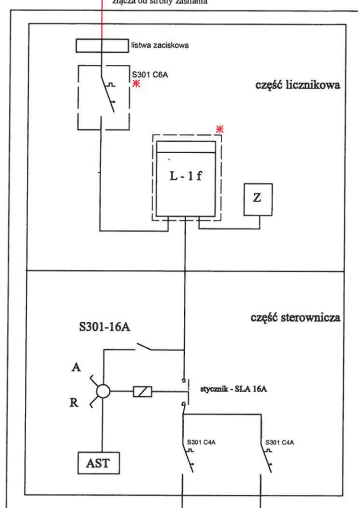 złącza od strony zasilania
listwa zaciskowa
S301 C6A
*
część licznikowa
*
L - 1 f
Z
część sterownicza
S301-16A
A
R
stycznik - SLA 16A
AST
S301 C4A
S301 C4A